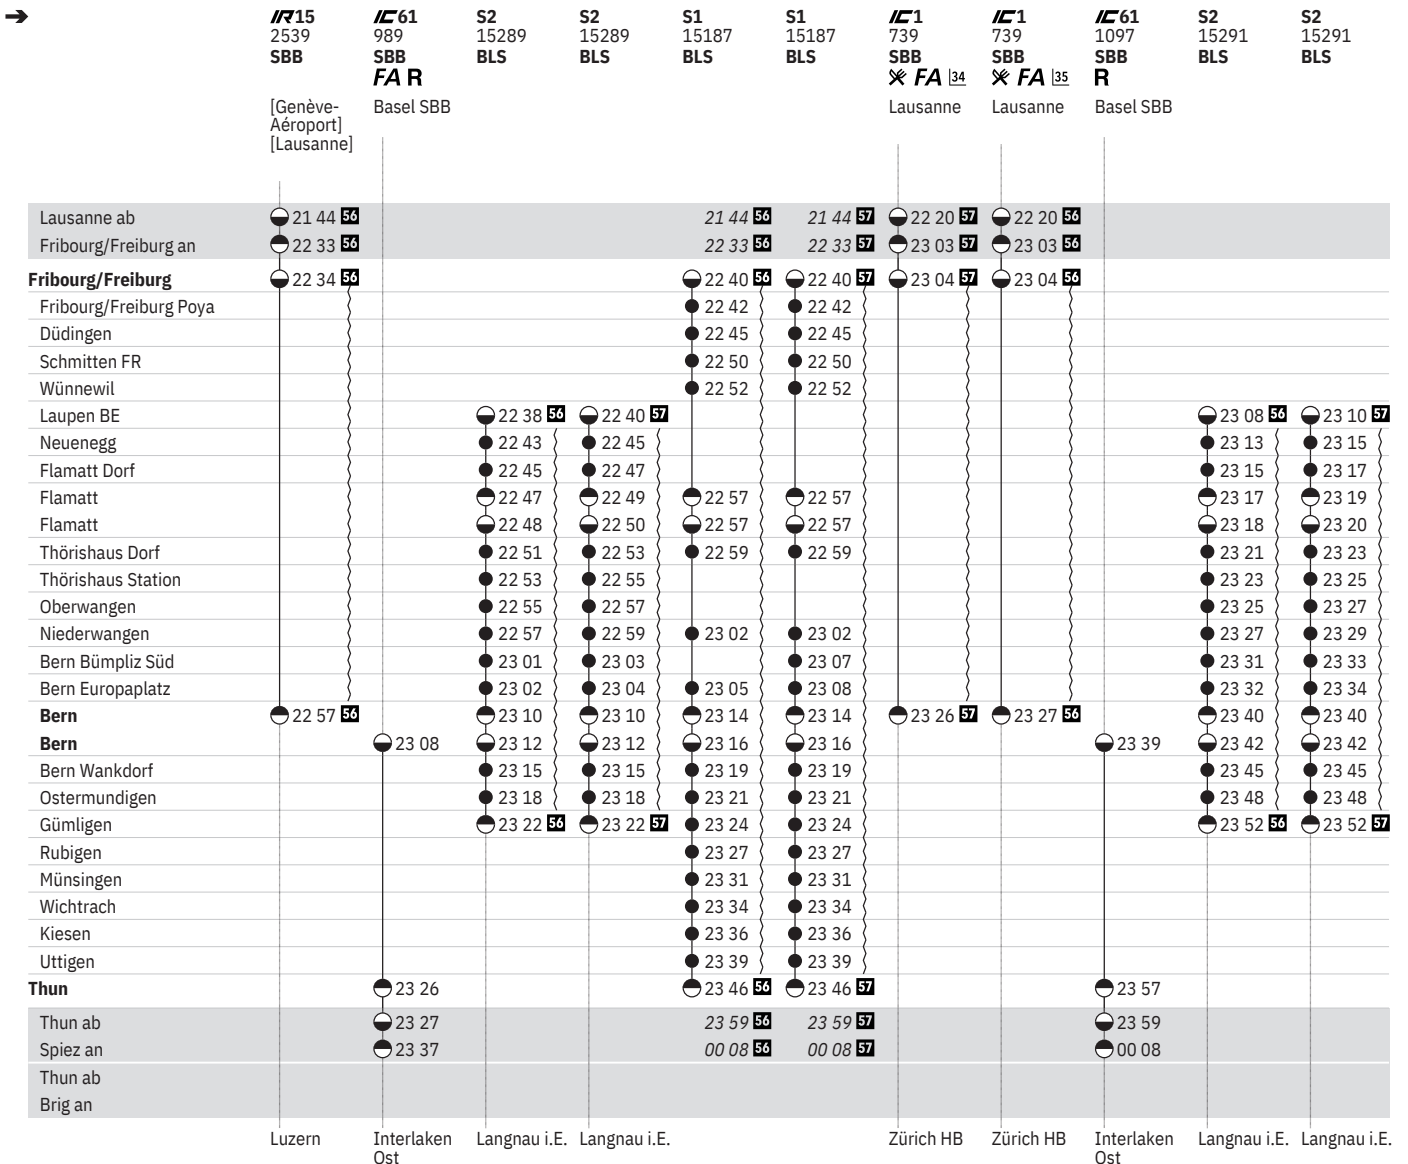 ➔ IR15 IC61 S2 S2 S1 S1 IC1 IC1 IC61 S2 S2
2539 989 15289 15289 15187 15187 739 739 1097 15291 15291
SBB SBB BLS BLS BLS BLS SBB SBB SBB BLS BLS
FA R FA 34 FA 35 R
[Genève- Basel SBB Lausanne Lausanne Basel SBB
Aéroport]
[Lausanne]
Lausanne ab 21 44 56 21 44 56 21 44 57 22 20 57 22 20 56
Fribourg/Freiburg an 22 33 56 22 33 56 22 33 57 23 03 57 23 03 56
Fribourg/Freiburg 22 34 56 22 40 56 22 40 57 23 04 57 23 04 56
Fribourg/Freiburg Poya 22 42 22 42
Düdingen 22 45 22 45
Schmitten FR 22 50 22 50
Wünnewil 22 52 22 52
Laupen BE 22 38 56 22 40 57 23 08 56 23 10 57
Neuenegg 22 43 22 45 23 13 23 15
Flamatt Dorf 22 45 22 47 23 15 23 17
Flamatt 22 47 22 49 22 57 22 57 23 17 23 19
Flamatt 22 48 22 50 22 57 22 57 23 18 23 20
Thörishaus Dorf 22 51 22 53 22 59 22 59 23 21 23 23
Thörishaus Station 22 53 22 55 23 23 23 25
Oberwangen 22 55 22 57 23 25 23 27
Niederwangen 22 57 22 59 23 02 23 02 23 27 23 29
Bern Bümpliz Süd 23 01 23 03 23 07 23 31 23 33
Bern Europaplatz 23 02 23 04 23 05 23 08 23 32 23 34
Bern 22 57 56 23 10 23 10 23 14 23 14 23 26 57 23 27 56 23 40 23 40
Bern 23 08 23 12 23 12 23 16 23 16 23 39 23 42 23 42
Bern Wankdorf 23 15 23 15 23 19 23 19 23 45 23 45
Ostermundigen 23 18 23 18 23 21 23 21 23 48 23 48
Gümligen 23 22 56 23 22 57 23 24 23 24 23 52 56 23 52 57
Rubigen 23 27 23 27
Münsingen 23 31 23 31
Wichtrach 23 34 23 34
Kiesen 23 36 23 36
Uttigen 23 39 23 39
Thun 23 26 23 46 56 23 46 57 23 57
Thun ab 23 27 23 59 56 23 59 57 23 59
Spiez an 23 37 00 08 56 00 08 57 00 08
Thun ab
Brig an
Luzern Interlaken Langnau i.E. Langnau i.E. Zürich HB Zürich HB Interlaken Langnau i.E. Langnau i.E.
Ost Ost